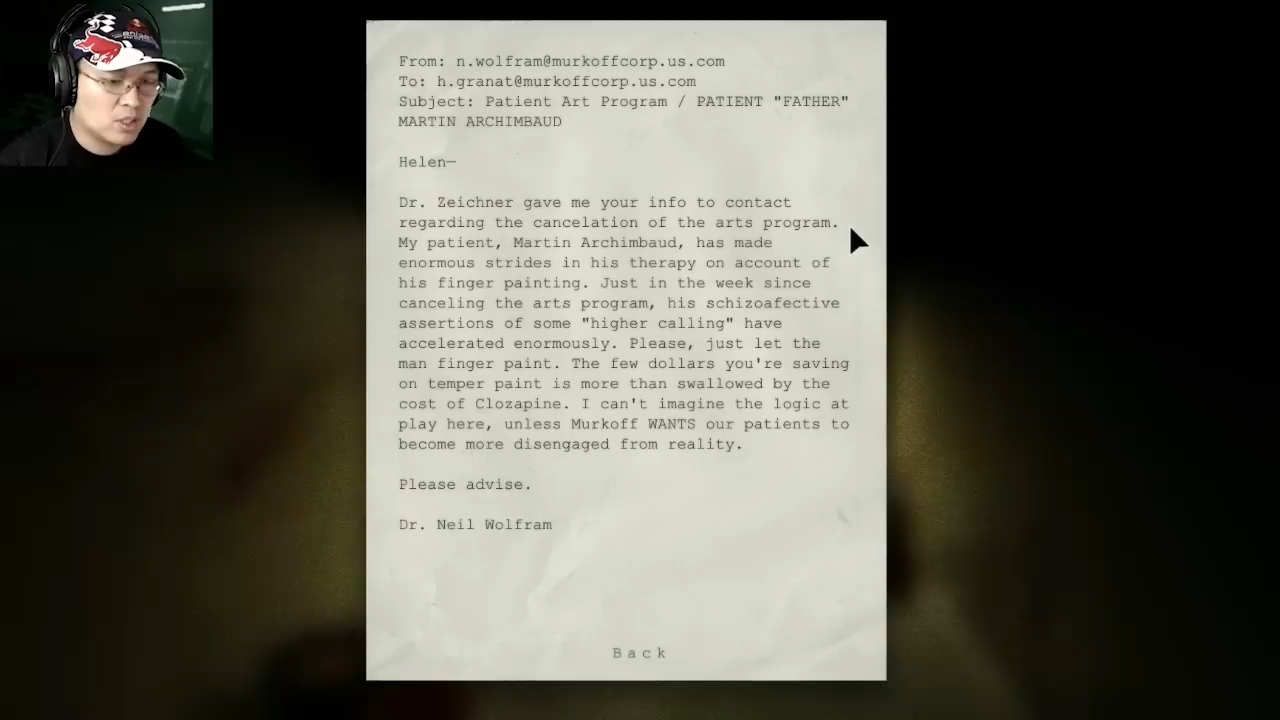 From: n.wolfram@murkoffcorp.us.com
To: h.granat@murkoffcorp.us.com
Subject: Patient Art Program / PATIENT "FATHER"
MARTIN ARCHIMBAUD
Helen—
Dr. Zeichner gave me your info to contact
regarding the cancelation of the arts program.
My patient, Martin Archimbaud, has made
enormous strides in his therapy on account of
his finger painting. Just in the week since
canceling the arts program, his schizoafective
assertions of some "higher calling" have
accelerated enormously. Please, just let the
man finger paint. The few dollars you're saving
on temper paint is more than swallowed by the
cost of Clozapine. I can't imagine the logic at
play here, unless Murkoff WANTS our patients to
become more disengaged from reality.
Please advise.
Dr. Neil Wolfram
Back